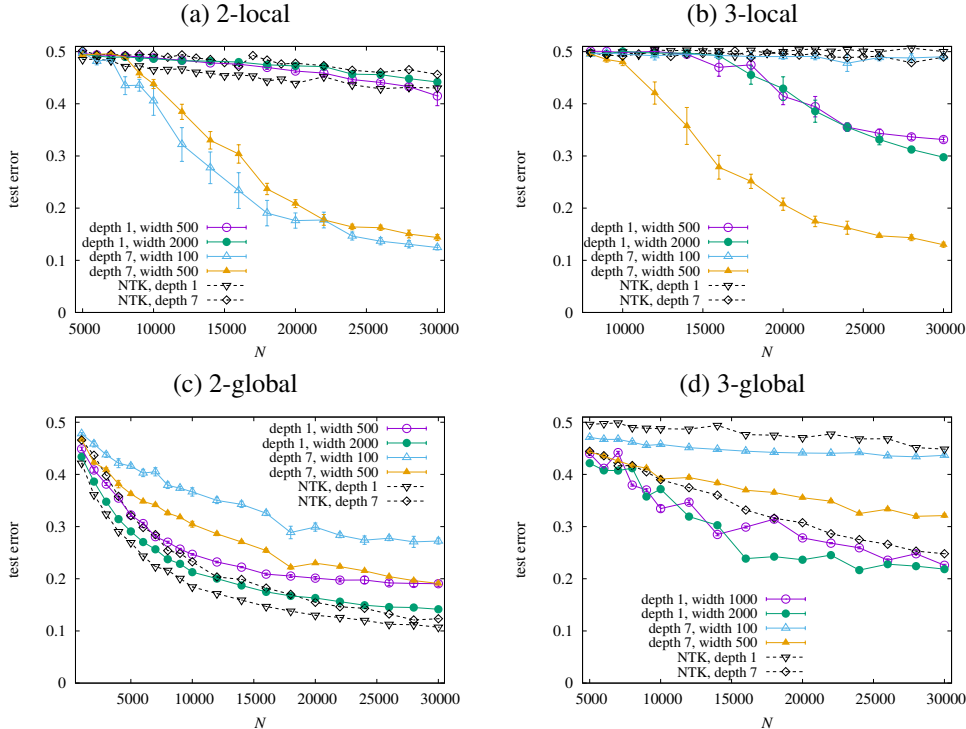 (a) 2-local
0.5
0.4
0.3
0.2
0.1
0
test error
depth 1, width 500
depth 1, width 2000
depth 7, width 100
depth 7, width 500
NTK, depth 1
NTK, depth 7
5000 10000 15000 20000 25000 30000
N
(b) 3-local
0.5
0.4
0.3
0.2
0.1
0
test error
depth 1, width 500
depth 1, width 2000
depth 7, width 100
depth 7, width 500
NTK, depth 1
NTK, depth 7
10000 15000 20000 25000 30000
N
(c) 2-global
0.5
0.4
0.3
0.2
0.1
0
test error
depth 1, width 500
depth 1, width 2000
depth 7, width 100
depth 7, width 500
NTK, depth 1
NTK, depth 7
5000 10000 15000 20000 25000 30000
N
(d) 3-global
0.5
0.4
0.3
0.2
0.1
0
test error
depth 1, width 1000
depth 1, width 2000
depth 7, width 100
depth 7, width 500
NTK, depth 1
NTK, depth 7
5000 10000 15000 20000 25000 30000
N